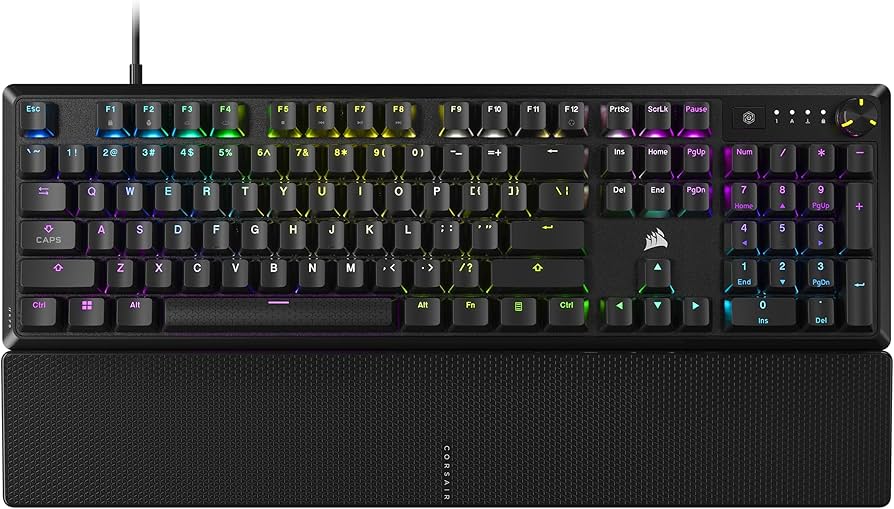 Esc F1 F2 F3 F4 F5 F6 F7 F8 F9 F10 F11 F12 PrtSc ScrLk Pause 1 A
` ~ 1 ! 2 @ 3 # 4 $ 5 % 6 ^ 7 & 8 * 9 ( 0 ) - _ = + Ins Home PgUp Num / * -
Q W E R T Y U I O P [ { ] } \ | Del End PgDn 7 8 9 +
Home PgUp
CAPS A S D F G H J K L ; : ' " 4 5 6
Z X C V B N M , < . > / ? 1 2 3
End PgDn
Ctrl Alt Alt Fn Ctrl 0 .
Ins Del
CORSAIR